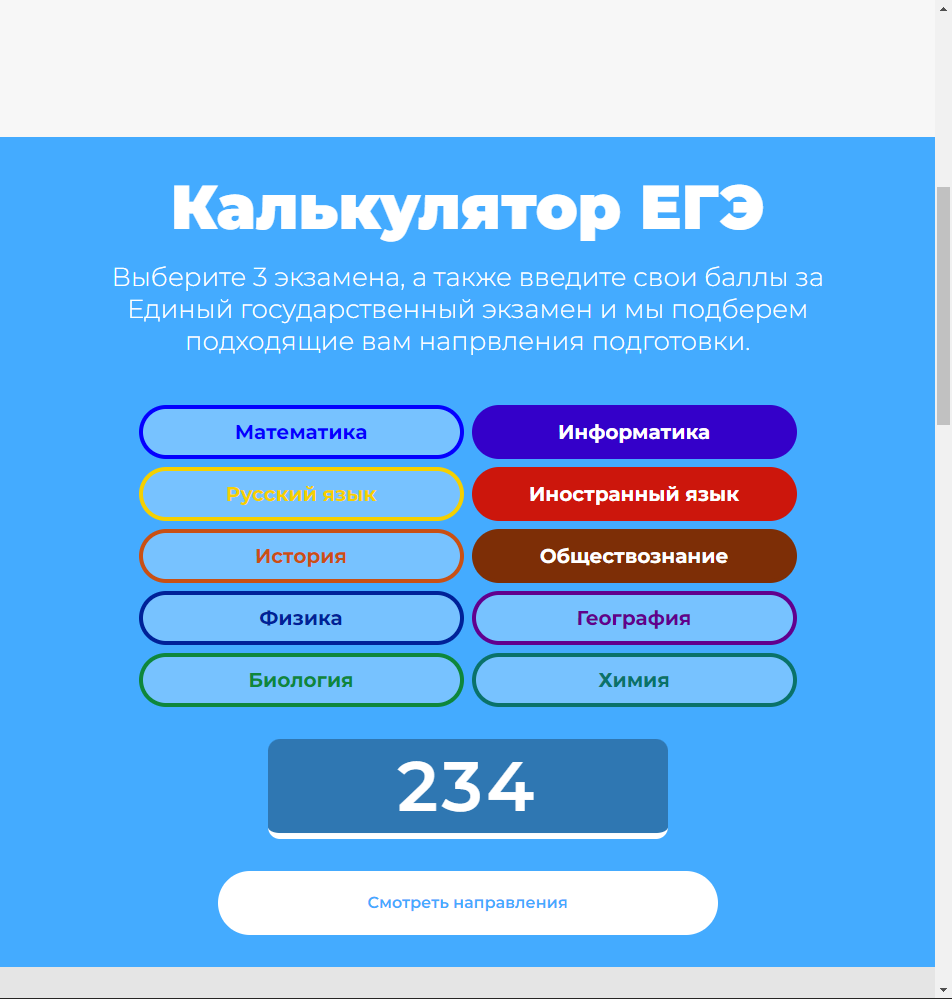 Калькулятор ЕГЭ
Выберите 3 экзамена, а также введите свои баллы за
Единый государственный экзамен и мы подберем
подходящие вам напрвления подготовки.
Математика
Информатика
Русский язык
Иностранный язык
История
Обществознание
Физика
География
Биология
Химия
234
Смотреть направления